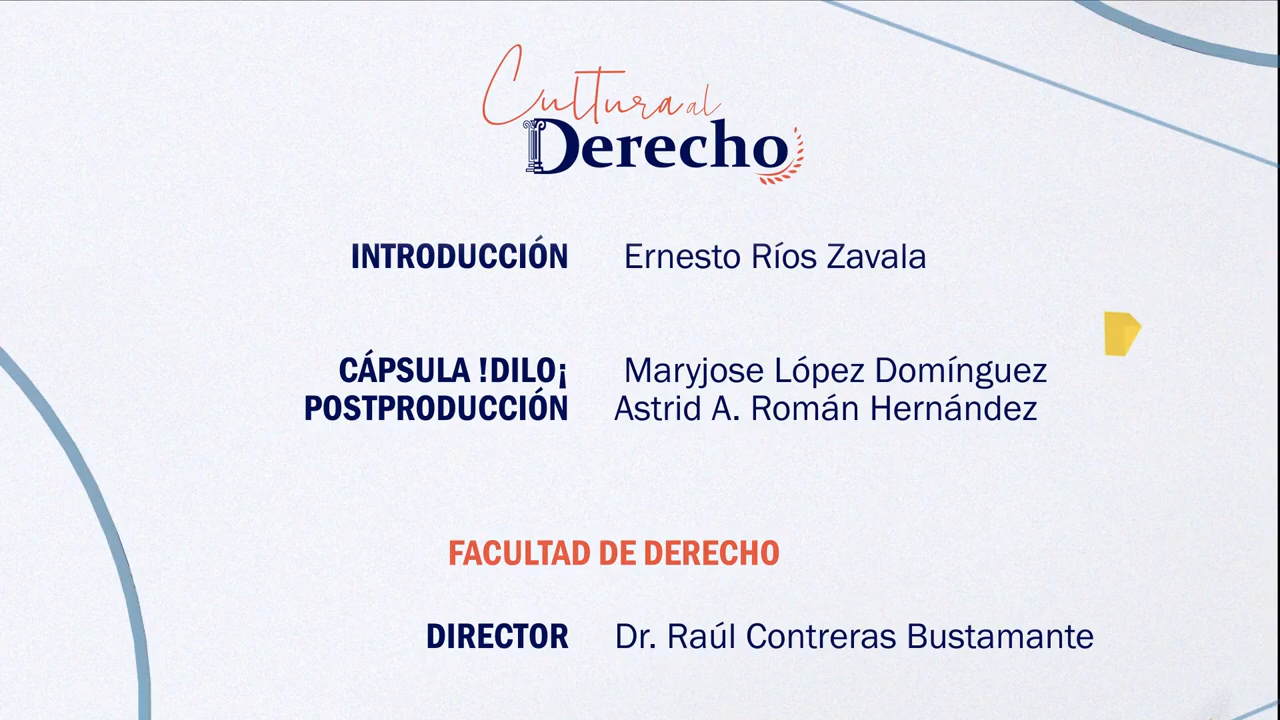 Cultura al
Derecho
INTRODUCCIÓN Ernesto Ríos Zavala
CÁPSULA !DILO¡ Maryjose López Domínguez
POSTPRODUCCIÓN Astrid A. Román Hernández
FACULTAD DE DERECHO
DIRECTOR Dr. Raúl Contreras Bustamante